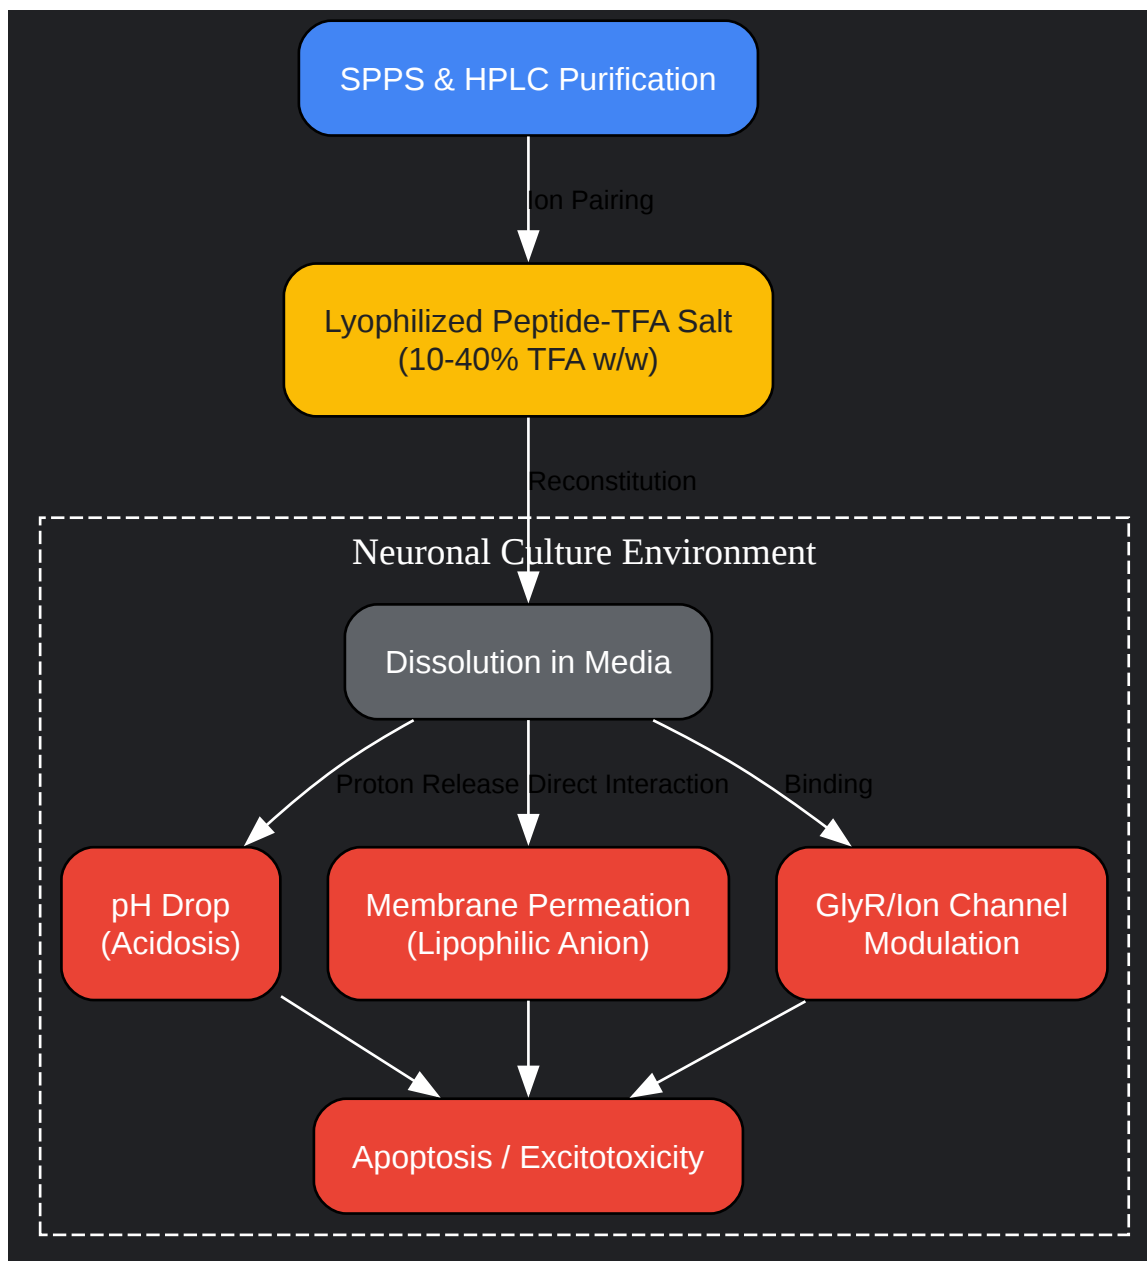 SPPS & HPLC Purification
Ion Pairing
Lyophilized Peptide-TFA Salt
(10-40% TFA w/w)
Reconstitution
Neuronal Culture Environment
Dissolution in Media
Proton Release
Direct Interaction
Binding
pH Drop
(Acidosis)
Membrane Permeation
(Lipophilic Anion)
GlyR/Ion Channel
Modulation
Apoptosis / Excitotoxicity